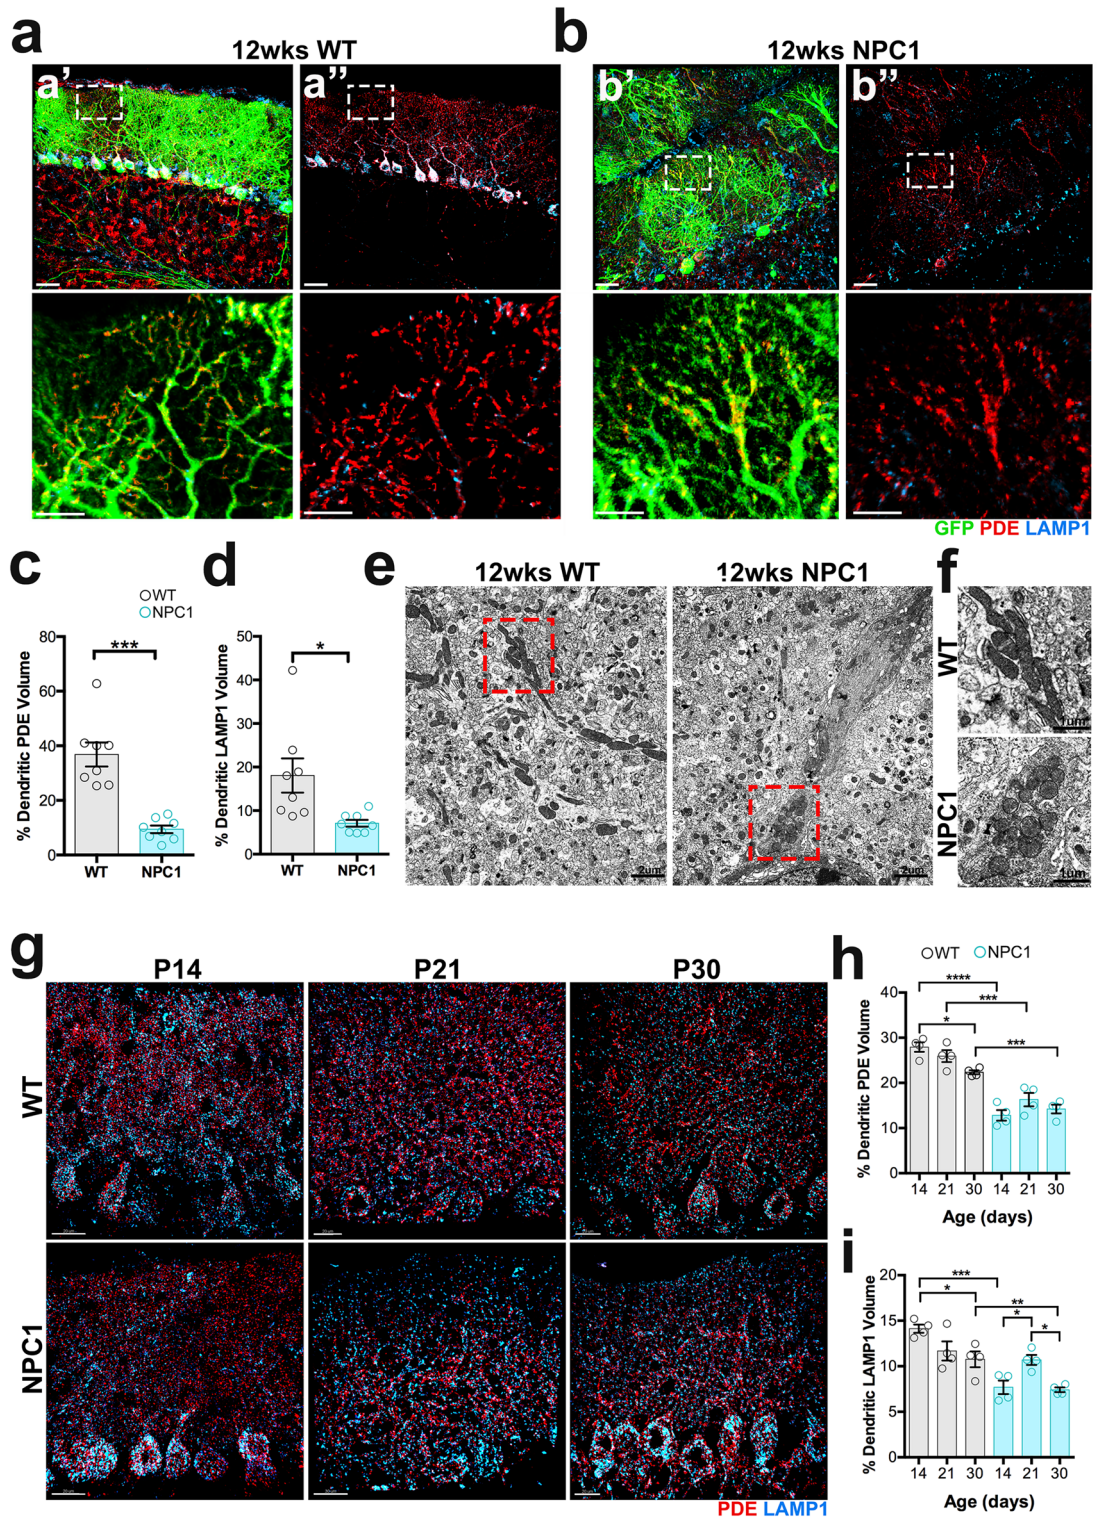 a
12wks WT
a'
a''
b
12wks NPC1
b'
b''
GFP PDE LAMP1
c
WT
NPC1
% Dendritic PDE Volume
80
60
40
20
0
***
WT
NPC1
d
% Dendritic LAMP1 Volume
50
40
30
20
10
0
*
WT
NPC1
e
12wks WT
12wks NPC1
2um
2um
f
WT
1um
NPC1
1um
g
P14
P21
P30
WT
NPC1
PDE LAMP1
h
WT
NPC1
% Dendritic PDE Volume
40
30
20
10
0
****
***
*
***
14 21 30 14 21 30
Age (days)
i
% Dendritic LAMP1 Volume
20
15
10
5
0
***
*
**
*
*
14 21 30 14 21 30
Age (days)